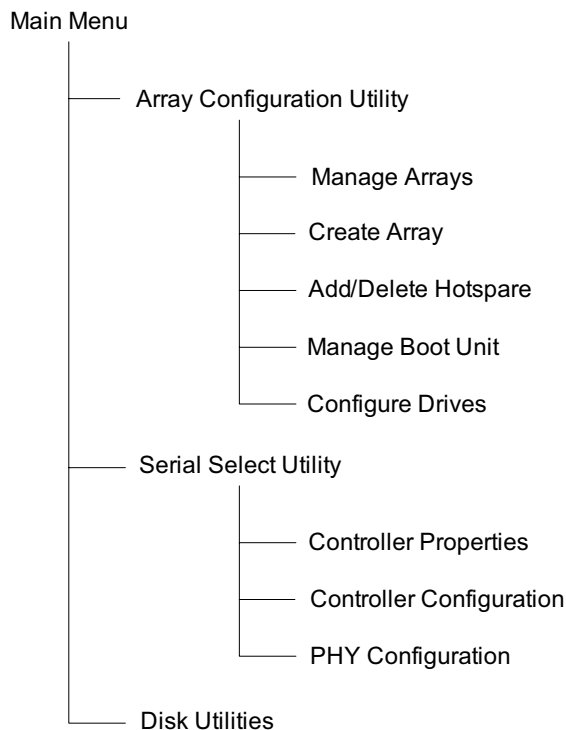 Main Menu
Array Configuration Utility
Manage Arrays
Create Array
Add/Delete Hotspare
Manage Boot Unit
Configure Drives
Serial Select Utility
Controller Properties
Controller Configuration
PHY Configuration
Disk Utilities